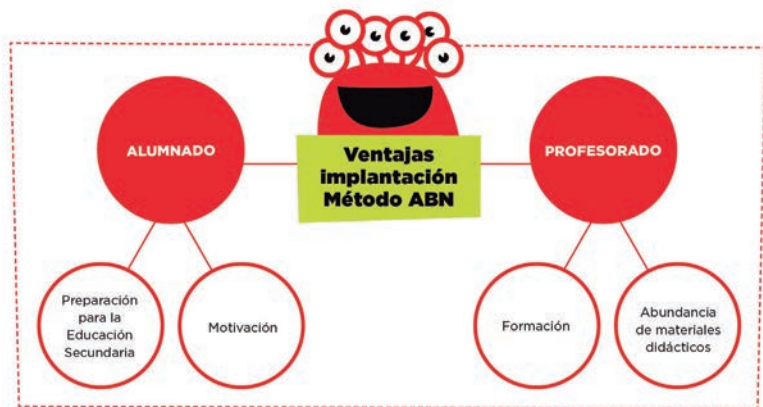 Ventajas
implantación
Método ABN
ALUMNADO
PROFESORADO
Preparación
para la
Educación
Secundaria
Motivación
Formación
Abundancia
de materiales
didácticos